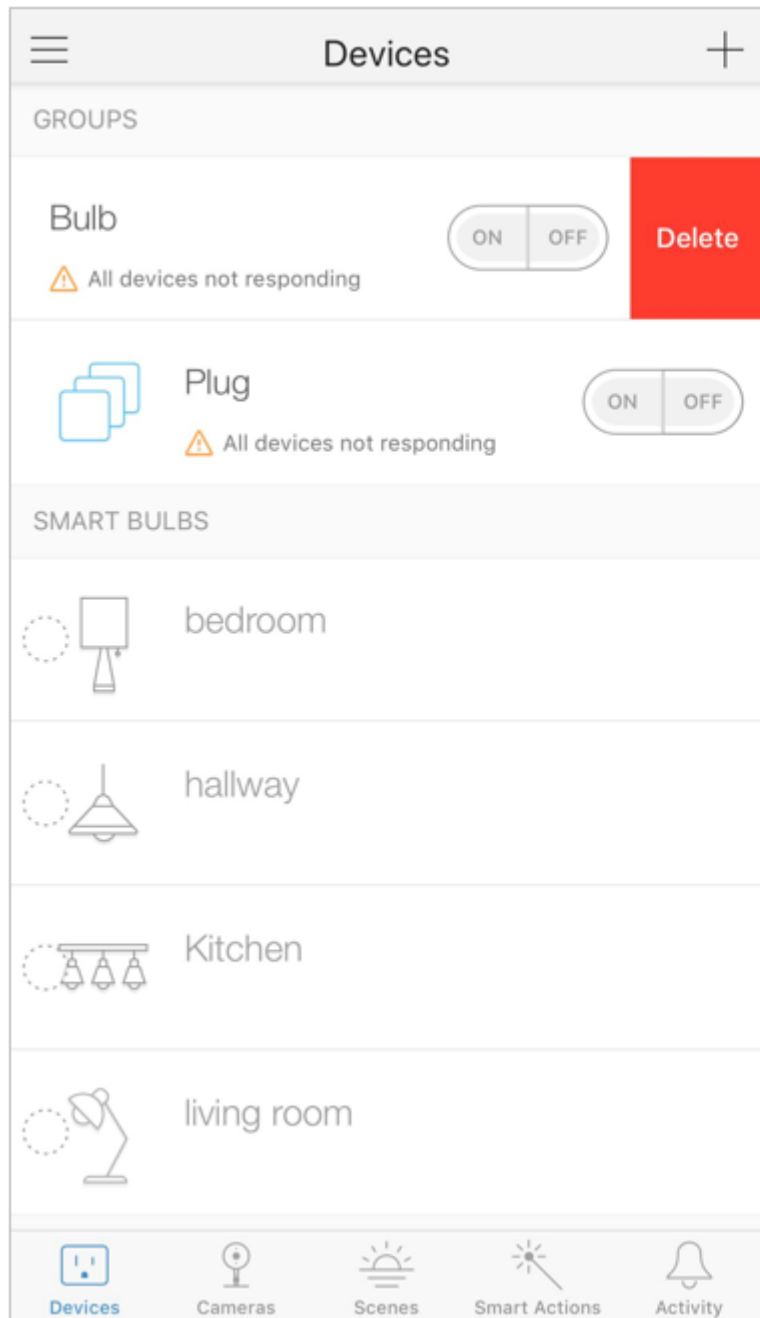 Devices
GROUPS
Bulb
ON OFF
Delete
All devices not responding
Plug
ON OFF
All devices not responding
SMART BULBS
bedroom
hallway
Kitchen
living room
Devices Cameras Scenes Smart Actions Activity